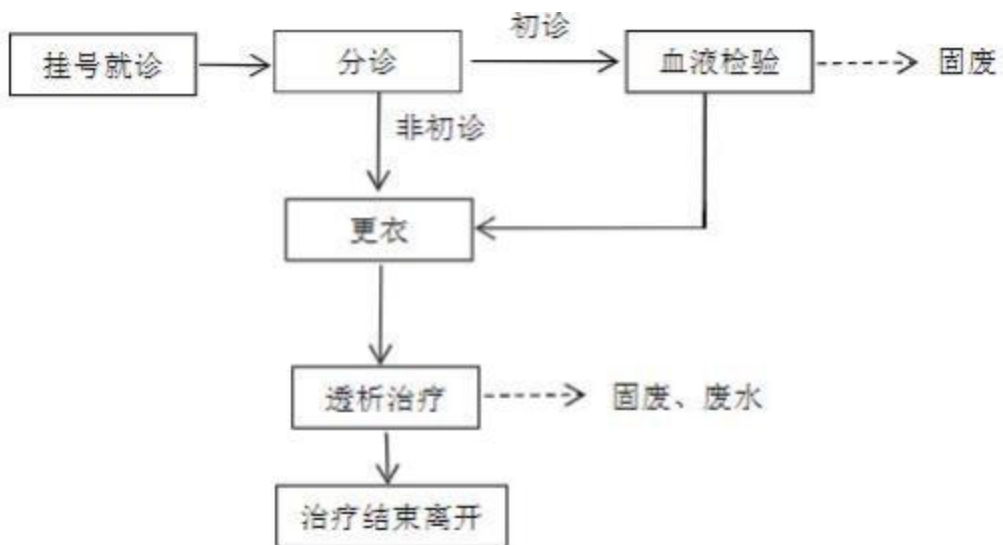 初诊
挂号就诊
分诊
血液检验
固废
非初诊
更衣
透析治疗
固废、废水
治疗结束离开